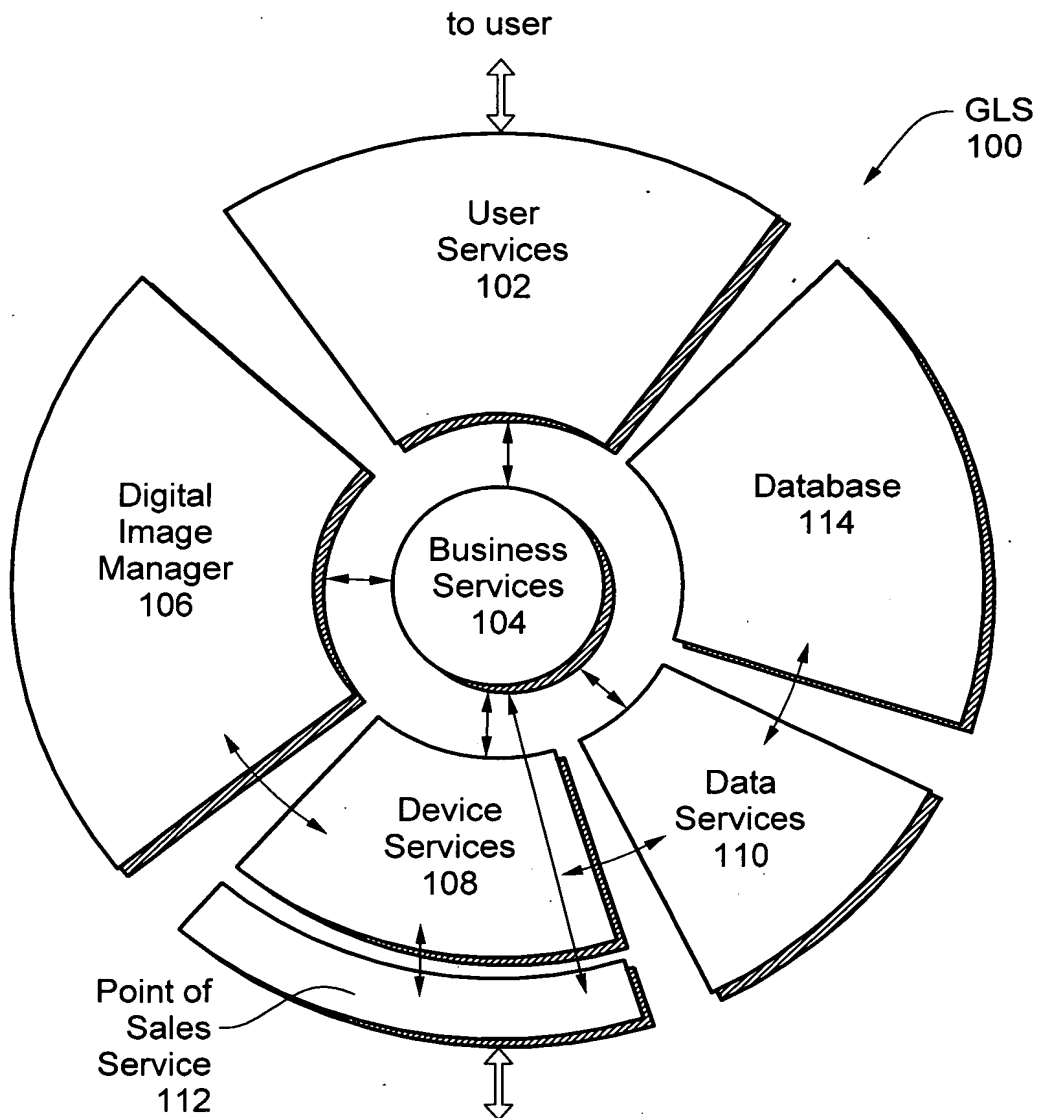 to user
GLS
100
User
Services
102
Digital
Image
Manager
106
Business
Services
104
Database
114
Device
Services
108
Data
Services
110
Point of
Sales
Service
112